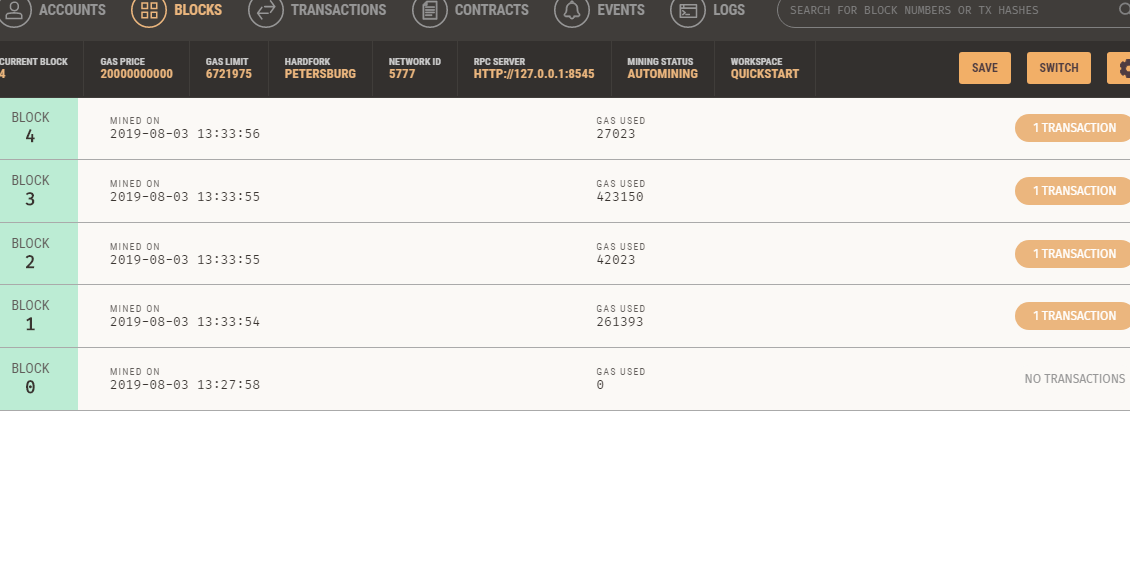 ACCOUNTS BLOCKS TRANSACTIONS CONTRACTS EVENTS LOGS SEARCH FOR BLOCK NUMBERS OR TX HASHES
CURRENT BLOCK GAS PRICE GAS LIMIT HARDFORK NETWORK ID RPC SERVER MINING STATUS WORKSPACE
4 20000000000 6721975 PETERSBURG 5777 HTTP://127.0.0.1:8545 AUTOMINING QUICKSTART SAVE SWITCH
BLOCK MINED ON GAS USED
4 2019-08-03 13:33:56 27023 1 TRANSACTION
BLOCK MINED ON GAS USED
3 2019-08-03 13:33:55 423150 1 TRANSACTION
BLOCK MINED ON GAS USED
2 2019-08-03 13:33:55 42023 1 TRANSACTION
BLOCK MINED ON GAS USED
1 2019-08-03 13:33:54 261393 1 TRANSACTION
BLOCK MINED ON GAS USED
0 2019-08-03 13:27:58 0 NO TRANSACTIONS